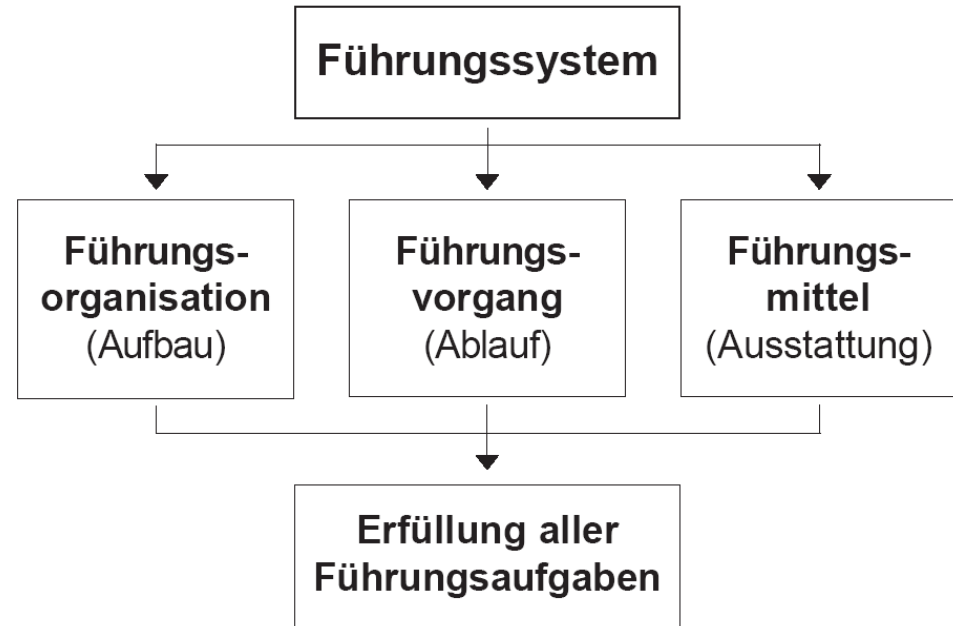 Führungssystem
Führungs-
organisation
(Aufbau)
Führungs-
vorgang
(Ablauf)
Führungs-
mittel
(Ausstattung)
Erfüllung aller
Führungsaufgaben